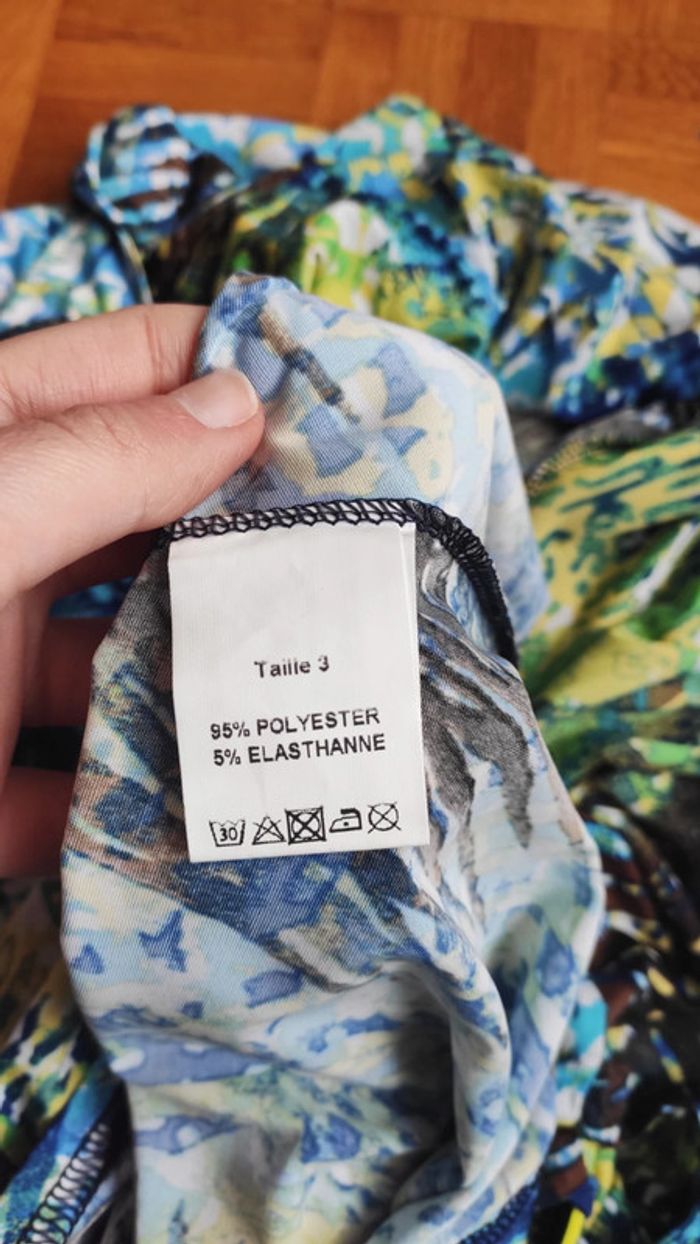 Taille 3
95% POLYESTER
5% ELASTHANNE
30